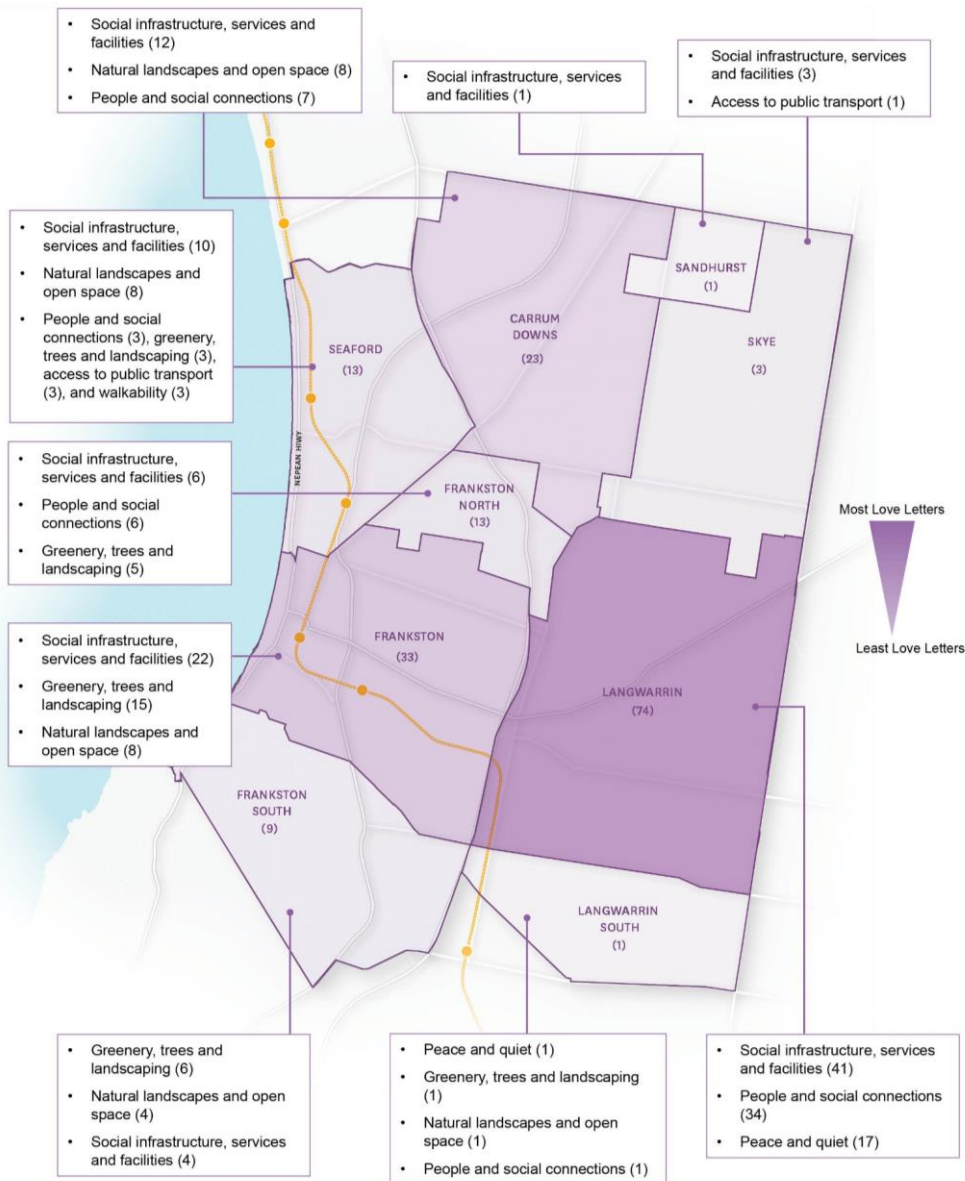 • Social infrastructure, services and
facilities (12)
• Natural landscapes and open space (8)
• People and social connections (7)
• Social infrastructure, services
and facilities (1)
• Social infrastructure, services
and facilities (3)
• Access to public transport (1)
• Social infrastructure,
services and facilities (10)
• Natural landscapes and
open space (8)
• People and social
connections (3), greenery,
trees and landscaping (3),
access to public transport
(3), and walkability (3)
SANDHURST
(1)
CARRUM
DOWNS
(23)
SKYE
(3)
SEAFORD
(13)
NEPEAN HIWY
• Social infrastructure,
services and facilities (6)
• People and social
connections (6)
• Greenery, trees and
landscaping (5)
FRANKSTON
NORTH
(13)
Most Love Letters
Least Love Letters
• Social infrastructure,
services and facilities (22)
• Greenery, trees and
landscaping (15)
• Natural landscapes and
open space (8)
FRANKSTON
(33)
LANGWARRIN
(74)
FRANKSTON
SOUTH
(9)
LANGWARRIN
SOUTH
(1)
• Greenery, trees and
landscaping (6)
• Natural landscapes and open
space (4)
• Social infrastructure, services
and facilities (4)
• Peace and quiet (1)
• Greenery, trees and landscaping
(1)
• Natural landscapes and open
space (1)
• People and social connections (1)
• Social infrastructure, services
and facilities (41)
• People and social connections
(34)
• Peace and quiet (17)